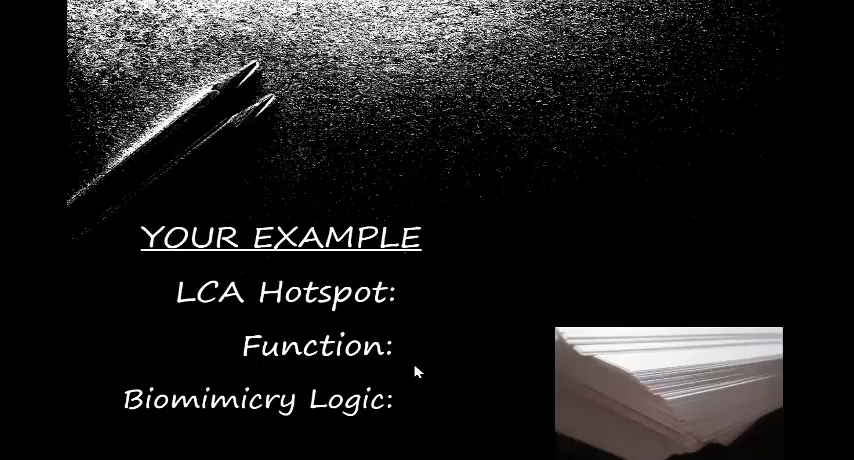 YOUR EXAMPLE
LCA Hotspot:
Function:
Biomimicry Logic: